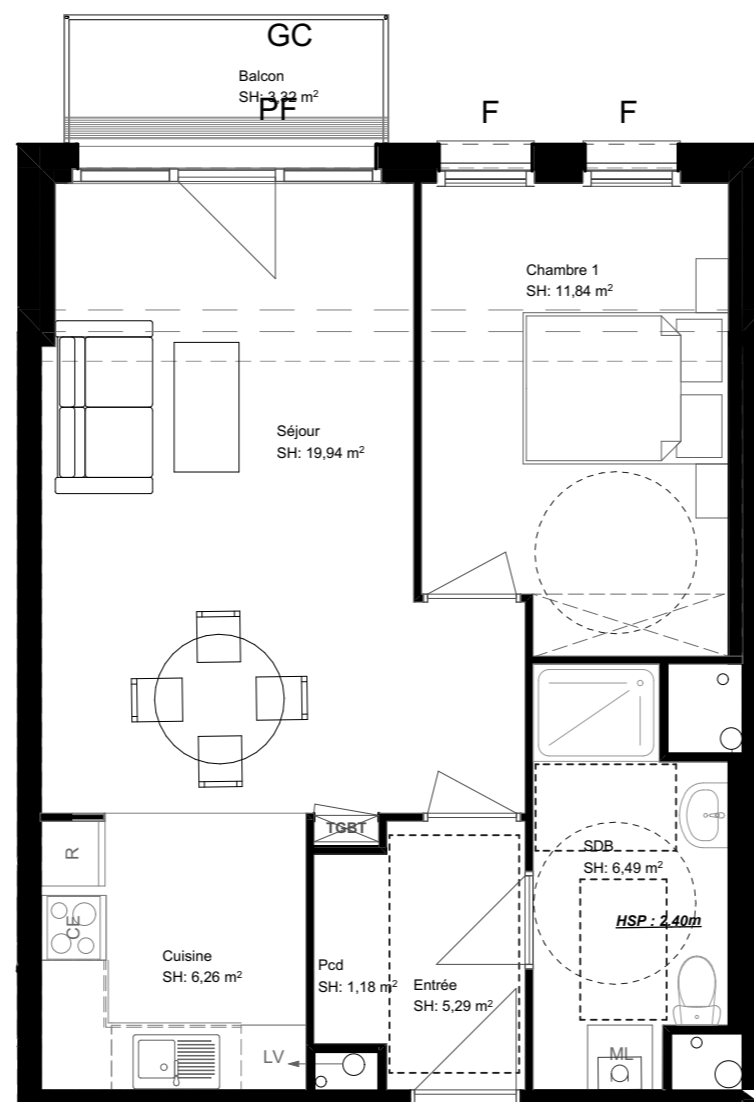 GC
Balcon
SH: 3,32 m²
PF
F
F
Chambre 1
SH: 11,84 m²
Séjour
SH: 19,94 m²
TGBT
R
SDB
SH: 6,49 m²
HSP : 2.40m
CE
Cuisine
SH: 6,26 m²
Pcd
SH: 1,18 m²
Entrée
SH: 5,29 m²
LV
ML